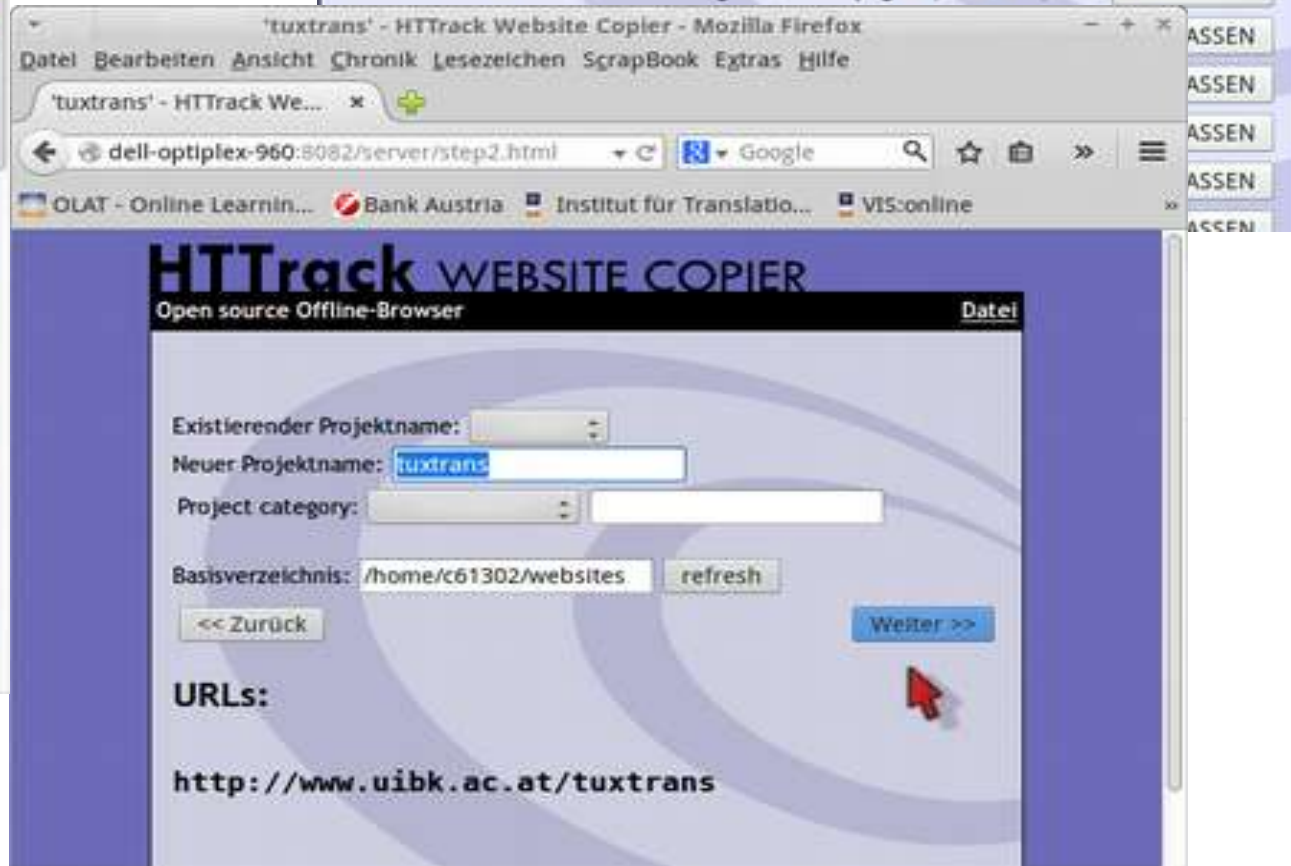 'tuxtrans' - HTTrack Website Copier - Mozilla Firefox
Datei Bearbeiten Ansicht Chronik Lesezeichen ScrapBook Extras Hilfe
'tuxtrans' - HTTrack We...
dell-optiplex-960:8082/server/step2.html Google
OLAT - Online Learnin... Bank Austria Institut für Translatio... VIS:online
ASSEN
ASSEN
ASSEN
ASSEN
ASSEN
HTTrack WEBSITE COPIER
Open source Offline-Browser Datei
Existierender Projektname:
Neuer Projektname: tuxtrans
Project category:
Basisverzeichnis: /home/c61302/websites refresh
<< Zurück Weiter >>
URLs:
http://www.uibk.ac.at/tuxtrans